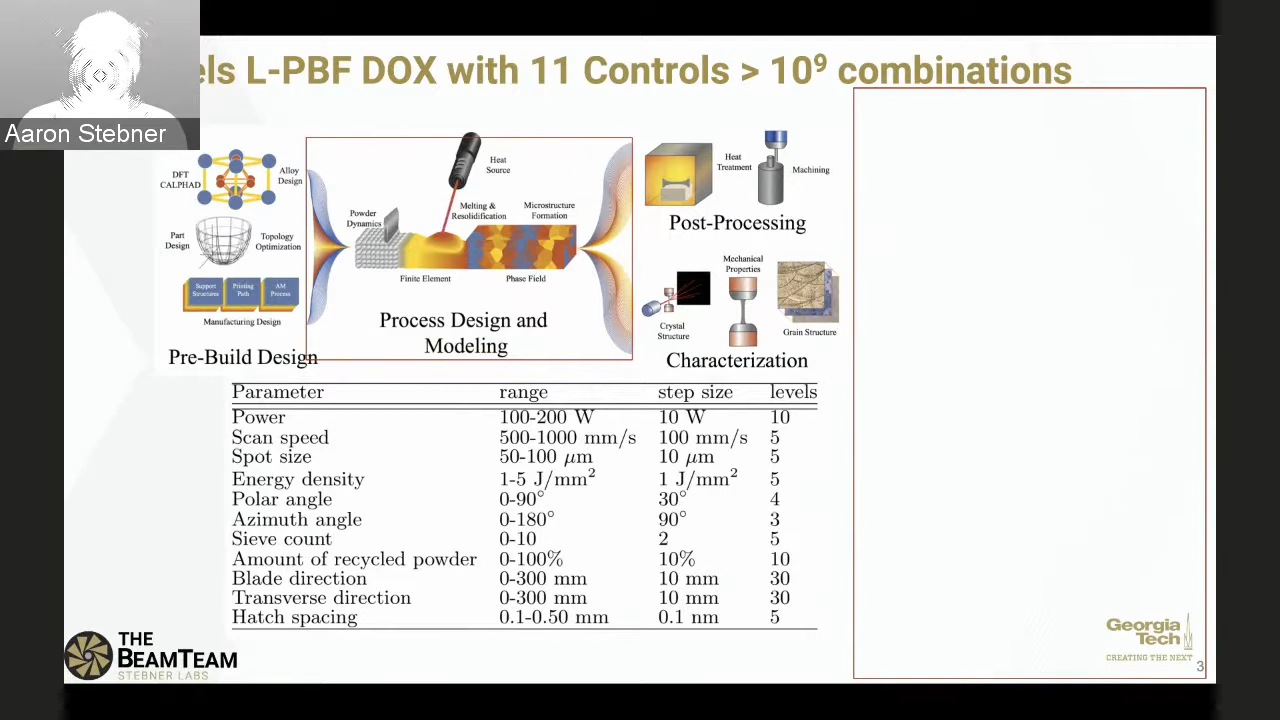 Aaron Stebner
els L-PBF DOX with 11 Controls > 10⁹ combinations
DFT
CALPHAD
Alloy
Design
Part
Design
Topology
Optimization
Support
Structures
Printing
Path
AM
Process
Manufacturing Design
Pre-Build Design
Heat
Source
Powder
Dynamics
Melting &
Resolidification
Microstructure
Formation
Finite Element
Phase Field
Process Design and
Modeling
Heat
Treatment
Machining
Post-Processing
Mechanical
Properties
Crystal
Structure
Grain Structure
Characterization
Parameter range step size levels
Power 100-200 W 10 W 10
Scan speed 500-1000 mm/s 100 mm/s 5
Spot size 50-100 μm 10 μm 5
Energy density 1-5 J/mm² 1 J/mm² 5
Polar angle 0-90° 30° 4
Azimuth angle 0-180° 90° 3
Sieve count 0-10 2 5
Amount of recycled powder 0-100% 10% 10
Blade direction 0-300 mm 10 mm 30
Transverse direction 0-300 mm 10 mm 30
Hatch spacing 0.1-0.50 mm 0.1 nm 5
THE
BEAMTEAM
STEBNER LABS
Georgia
Tech
CREATING THE NEXT
3